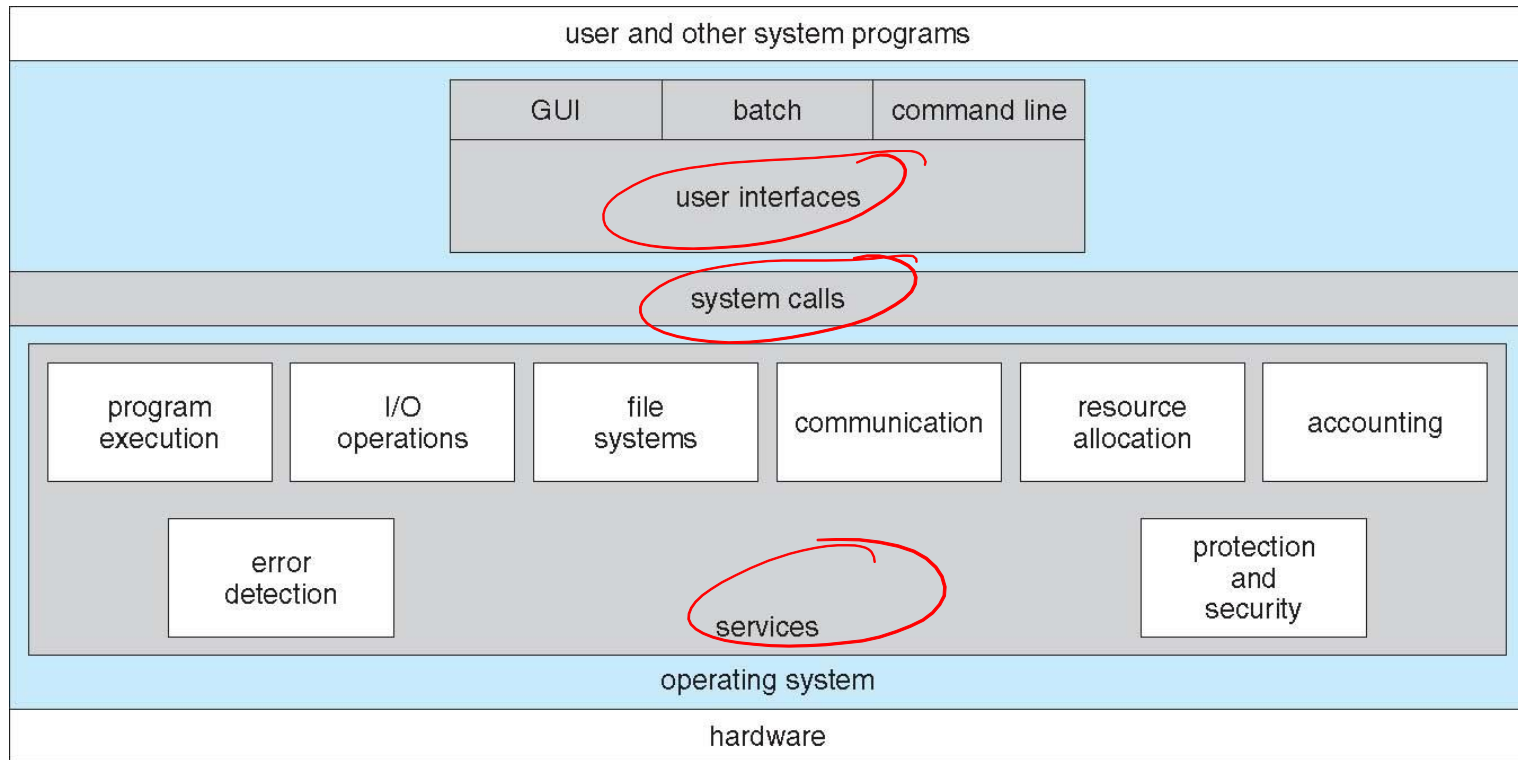 user and other system programs
GUI batch command line
user interfaces
system calls
program
execution
I/O
operations
file
systems
communication
resource
allocation
accounting
error
detection
protection
and
security
services
operating system
hardware